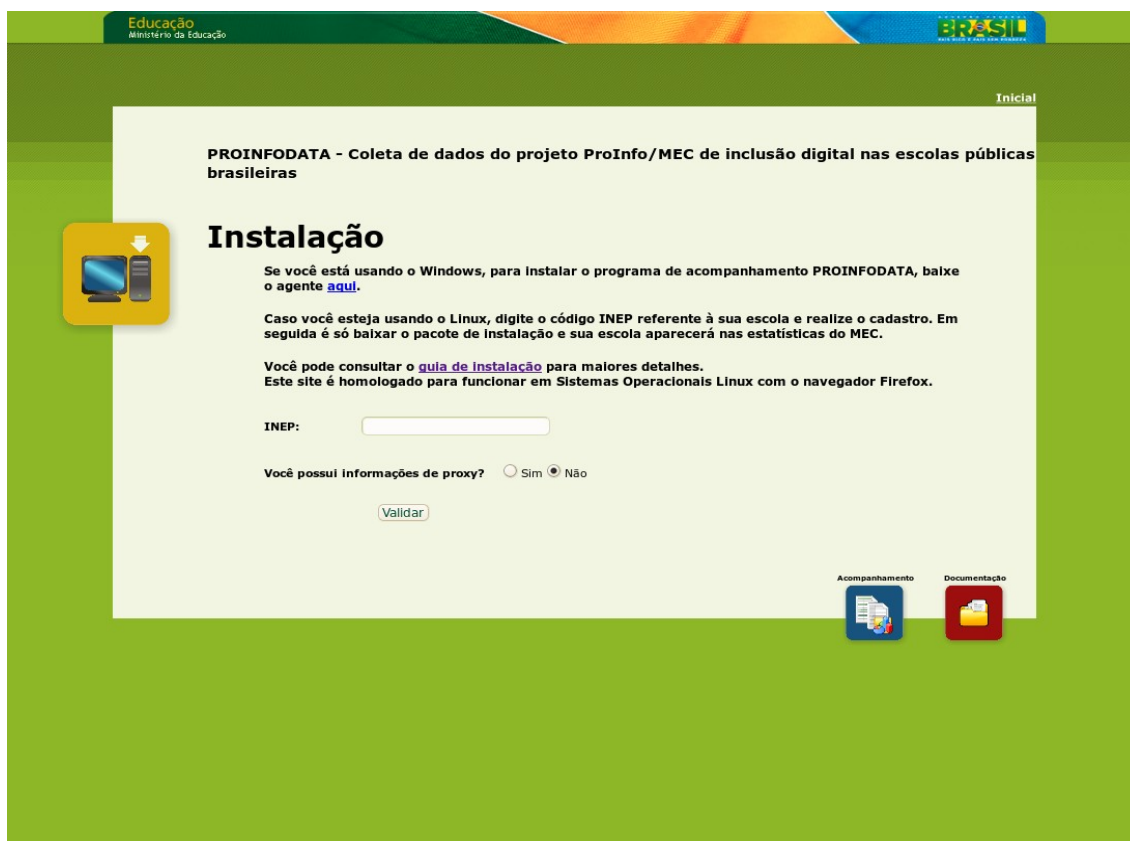 Educação
Ministério da Educação
BRASIL
Inicial
PROINFODATA - Coleta de dados do projeto ProInfo/MEC de inclusão digital nas escolas públicas
brasileiras
Instalação
Se você está usando o Windows, para instalar o programa de acompanhamento PROINFODATA, baixe
o agente aqui.
Caso você esteja usando o Linux, digite o código INEP referente à sua escola e realize o cadastro. Em
seguida é só baixar o pacote de instalação e sua escola aparecerá nas estatísticas do MEC.
Você pode consultar o guia de instalação para maiores detalhes.
Este site é homologado para funcionar em Sistemas Operacionais Linux com o navegador Firefox.
INEP:
Você possui informações de proxy? Sim Não
Validar
Acompanhamento Documentação